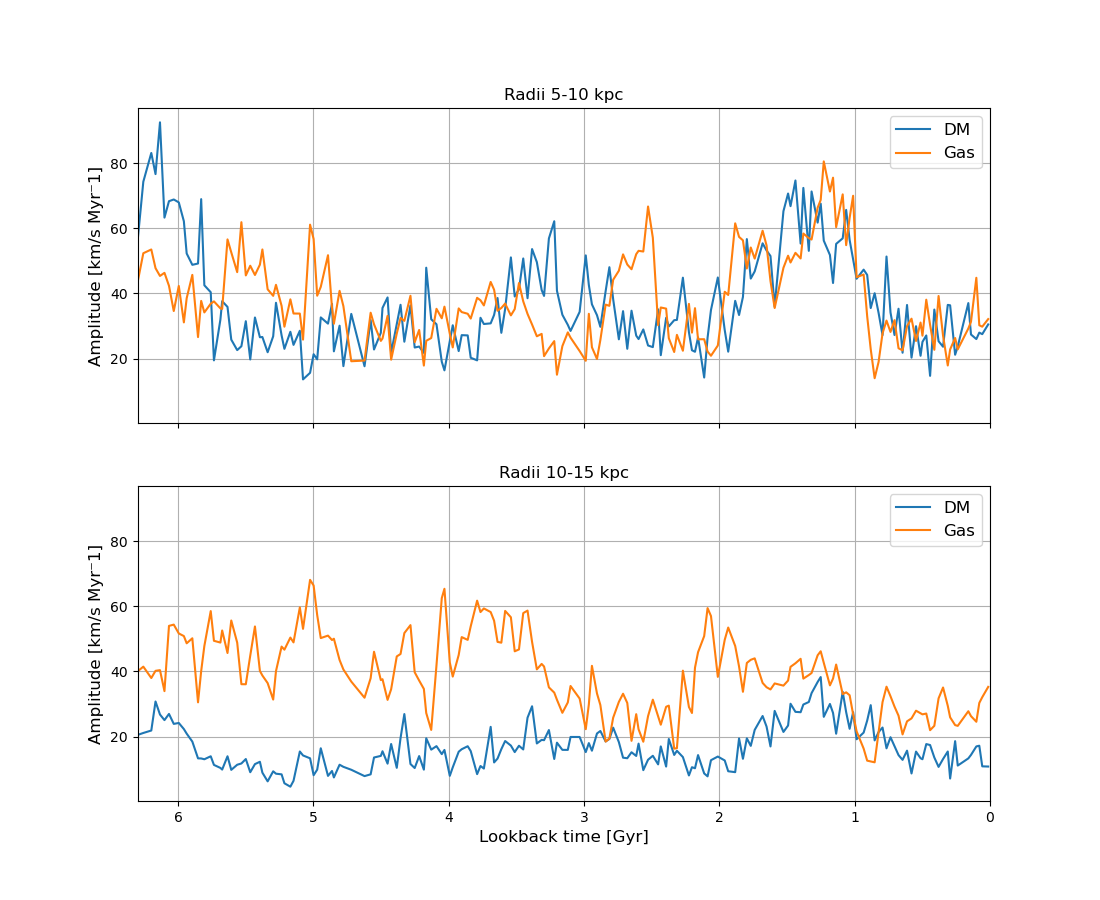 Radii 5-10 kpc
DM
Gas
80
60
40
20
Amplitude [km/s Myr⁻1]
Radii 10-15 kpc
DM
Gas
80
60
40
20
Amplitude [km/s Myr⁻1]
6 5 4 3 2 1 0
Lookback time [Gyr]